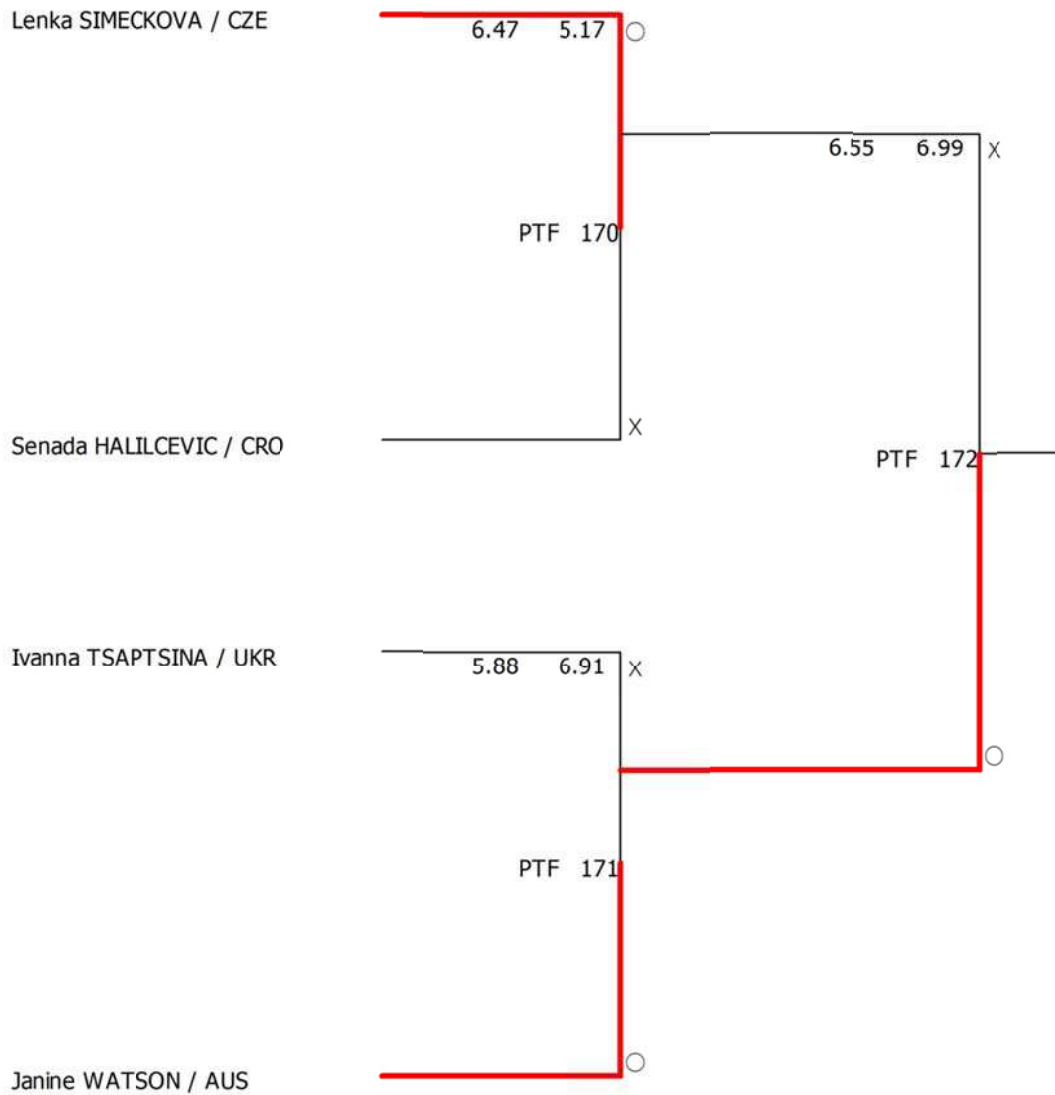 Lenka SIMECKOVA / CZE
6.47 5.17 O
6.55 6.99 X
PTF 170
Senada HALILCEVIC / CRO X
PTF 172
Ivanna TSAPTSINA / UKR
5.88 6.91 X
O
PTF 171
Janine WATSON / AUS O